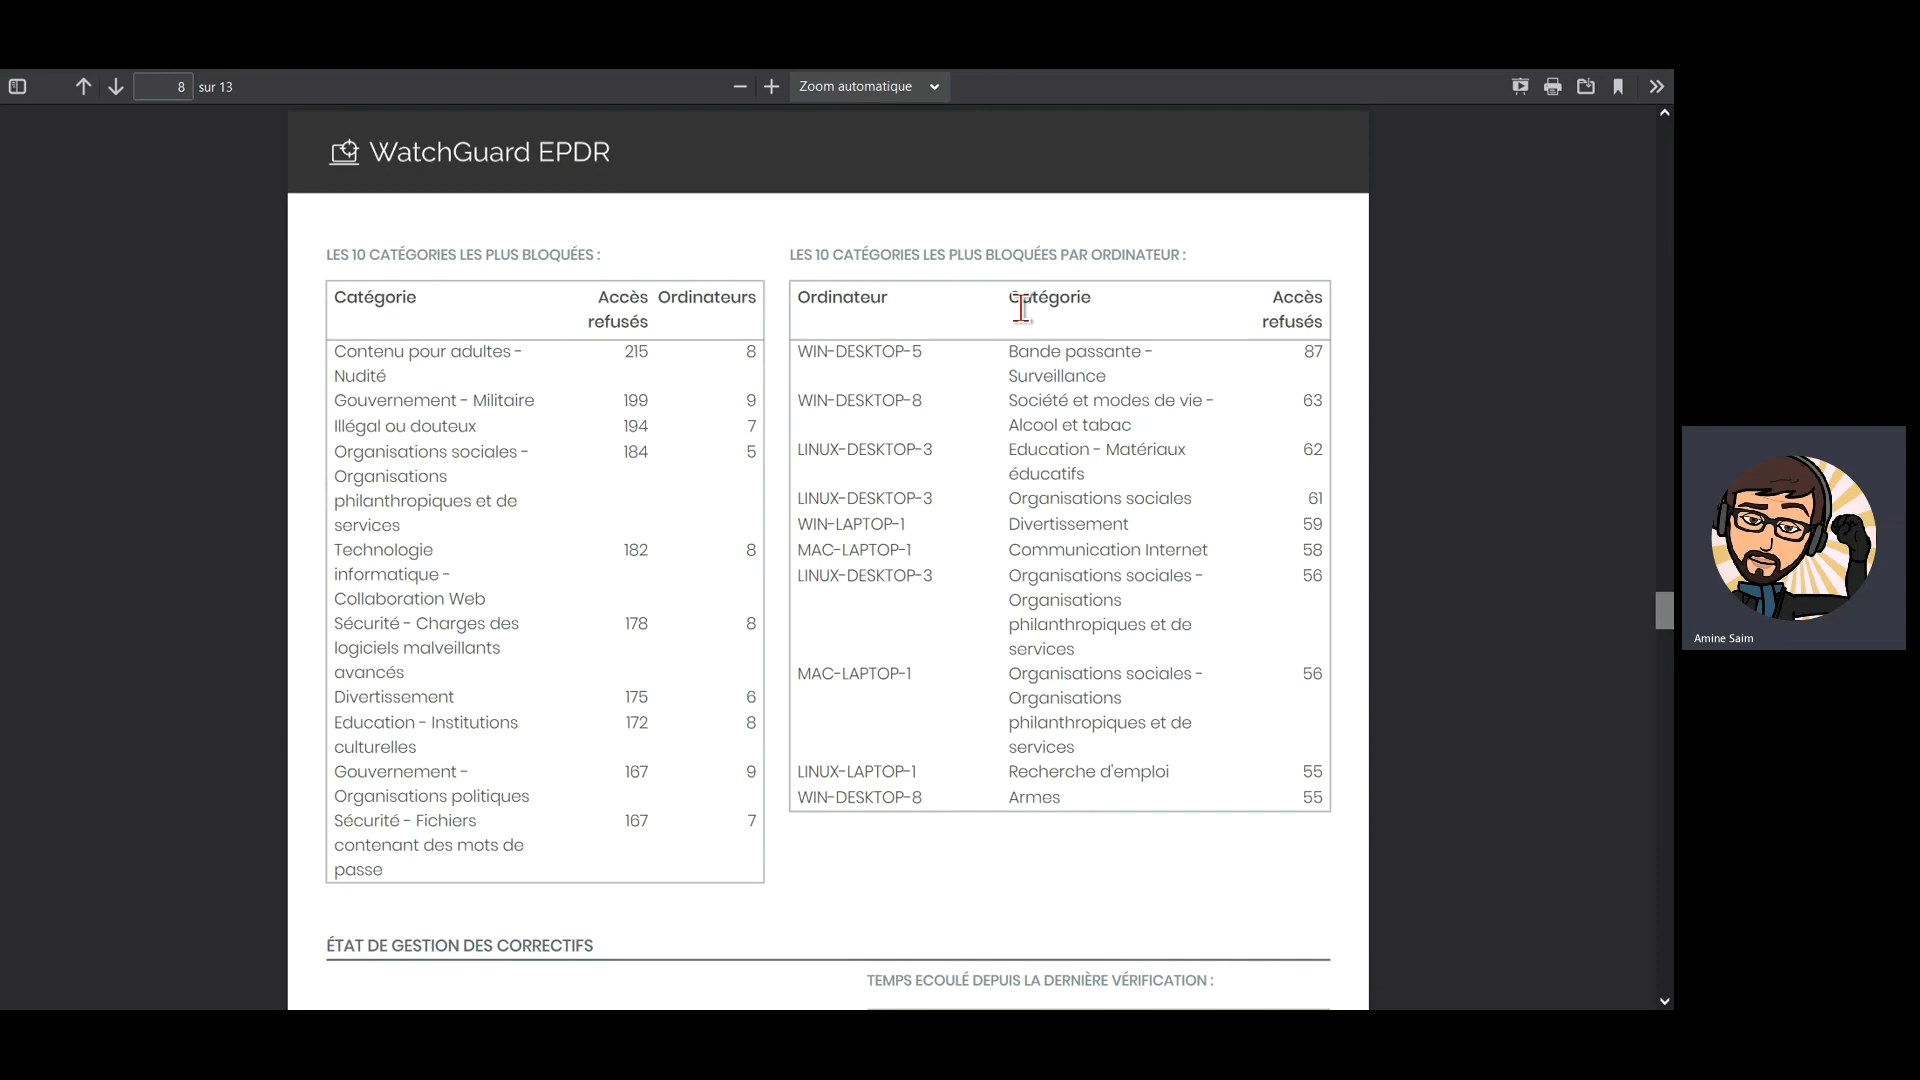 8 sur 13
Zoom automatique
WatchGuard EPDR
LES 10 CATÉGORIES LES PLUS BLOQUÉES :
Catégorie Accès Ordinateurs
refusés
Contenu pour adultes - 215 8
Nudité
Gouvernement - Militaire 199 9
Illégal ou douteux 194 7
Organisations sociales - 184 5
Organisations
philanthropiques et de
services
Technologie 182 8
informatique -
Collaboration Web
Sécurité - Charges des 178 8
logiciels malveillants
avancés
Divertissement 175 6
Education - Institutions 172 8
culturelles
Gouvernement - 167 9
Organisations politiques
Sécurité - Fichiers 167 7
contenant des mots de
passe
LES 10 CATÉGORIES LES PLUS BLOQUÉES PAR ORDINATEUR :
Ordinateur Catégorie Accès
refusés
WIN-DESKTOP-5 Bande passante - 87
Surveillance
WIN-DESKTOP-8 Société et modes de vie - 63
Alcool et tabac
LINUX-DESKTOP-3 Education - Matériaux 62
éducatifs
LINUX-DESKTOP-3 Organisations sociales 61
WIN-LAPTOP-1 Divertissement 59
MAC-LAPTOP-1 Communication Internet 58
LINUX-DESKTOP-3 Organisations sociales - 56
Organisations
philanthropiques et de
services
MAC-LAPTOP-1 Organisations sociales - 56
Organisations
philanthropiques et de
services
LINUX-LAPTOP-1 Recherche d'emploi 55
WIN-DESKTOP-8 Armes 55
ÉTAT DE GESTION DES CORRECTIFS
TEMPS ECOULÉ DEPUIS LA DERNIÈRE VÉRIFICATION :
Amine Saim